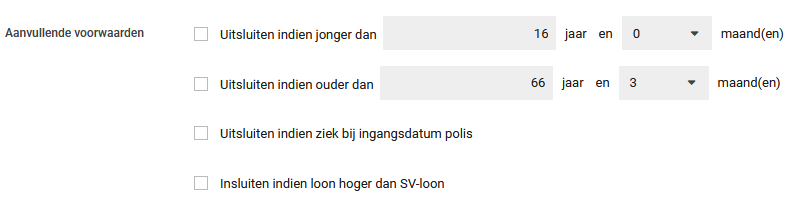 Aanvullende voorwaarden Uitsluiten indien jonger dan 16 jaar en 0 maand(en)
Uitsluiten indien ouder dan 66 jaar en 3 maand(en)
Uitsluiten indien ziek bij ingangsdatum polis
Insluiten indien loon hoger dan SV-loon